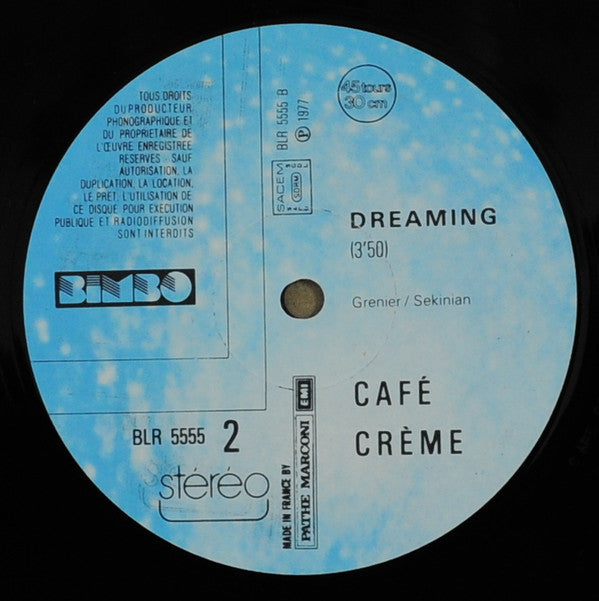 TOUS DROITS
DU PRODUCTEUR
PHONOGRAPHIQUE ET
DU PROPRIETAIRE DE
L'ŒUVRE ENREGISTREE
RESERVES SAUF
AUTORISATION, LA
DUPLICATION, LA LOCATION,
LE PRET, L'UTILISATION DE
CE DISQUE POUR EXECUTION
PUBLIQUE ET RADIODIFFUSION
SONT INTERDITS
BIMBO
BLR 5555 2
stéréo
BLR 5555 B
Ⓟ 1977
SACEM
SDRM
45 tours
30 cm
DREAMING
(3'50)
Grenier / Sekinian
CAFÉ
CRÈME
MADE IN FRANCE BY
PATHE MARCONI EMI